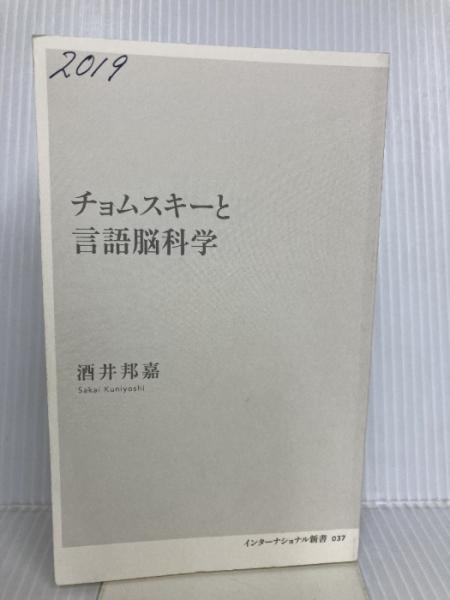 2019
チョムスキーと
言語脳科学
酒井邦嘉
Sakai Kuniyoshi
インターナショナル新書 037